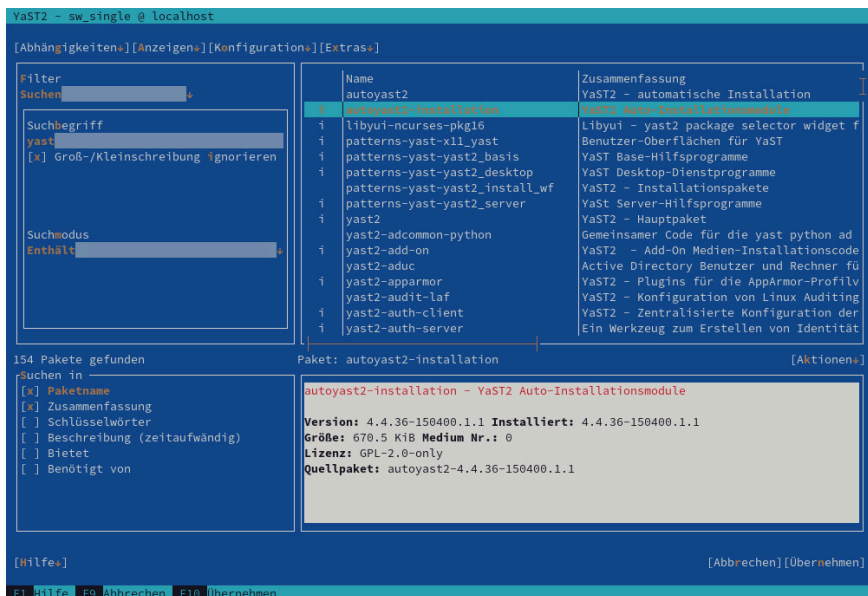 YaST2 - sw_single @ localhost
[Abhängigkeiten↓][Anzeigen↓][Konfiguration↓][Extras↓]
Filter
Suchen ↓
Suchbegriff
yast
[x] Groß-/Kleinschreibung ignorieren
Suchmodus
Enthält ↓
Name Zusammenfassung
autoyast2 YaST2 - automatische Installation
i autoyast2-installation YaST2 Auto-Installationsmodule
i libyui-ncurses-pkg16 Libyui - yast2 package selector widget f
i patterns-yast-x11_yast Benutzer-Oberflächen für YaST
i patterns-yast-yast2_basis YaST Base-Hilfsprogramme
i patterns-yast-yast2_desktop YaST Desktop-Dienstprogramme
patterns-yast-yast2_install_wf YaST2 - Installationspakete
i patterns-yast-yast2_server YaSt Server-Hilfsprogramme
i yast2 YaST2 - Hauptpaket
yast2-adcommon-python Gemeinsamer Code für die yast python ad
i yast2-add-on YaST2  - Add-On Medien-Installationscode
yast2-aduc Active Directory Benutzer und Rechner fü
i yast2-apparmor YaST2 - Plugins für die AppArmor-Profilv
yast2-audit-laf YaST2 - Konfiguration von Linux Auditing
i yast2-auth-client YaST2 - Zentralisierte Konfiguration der
i yast2-auth-server Ein Werkzeug zum Erstellen von Identität
154 Pakete gefunden
Paket: autoyast2-installation [Aktionen↓]
Suchen in
[x] Paketname
[x] Zusammenfassung
[ ] Schlüsselwörter
[ ] Beschreibung (zeitaufwändig)
[ ] Bietet
[ ] Benötigt von
autoyast2-installation - YaST2 Auto-Installationsmodule
Version: 4.4.36-150400.1.1 Installiert: 4.4.36-150400.1.1
Größe: 670.5 KiB Medium Nr.: 0
Lizenz: GPL-2.0-only
Quellpaket: autoyast2-4.4.36-150400.1.1
[Hilfe↓] [Abbrechen][Übernehmen]
F1 Hilfe F9 Abbrechen F10 Übernehmen